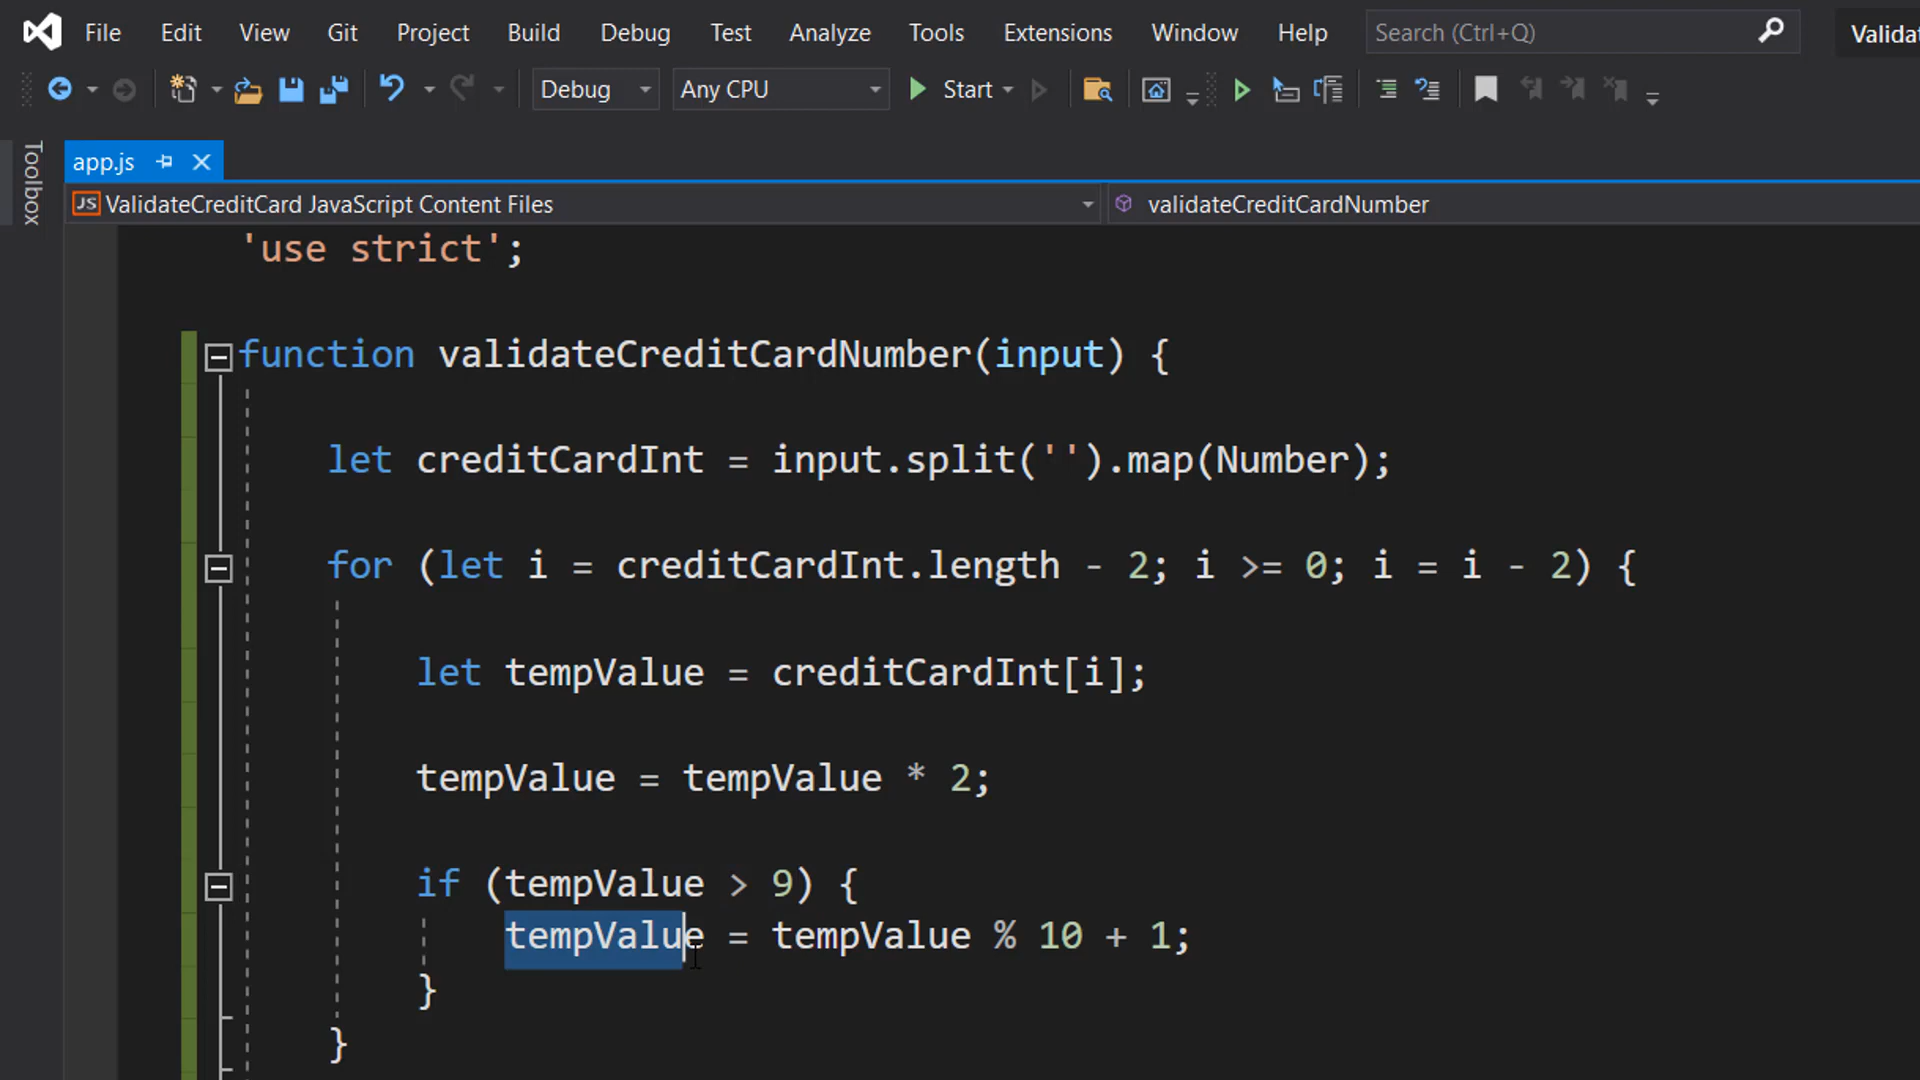 File Edit View Git Project Build Debug Test Analyze Tools Extensions Window Help Search (Ctrl+Q)
Debug Any CPU Start
Toolbox
app.js
JS ValidateCreditCard JavaScript Content Files validateCreditCardNumber
'use strict';
function validateCreditCardNumber(input) {
let creditCardInt = input.split('').map(Number);
for (let i = creditCardInt.length - 2; i >= 0; i = i - 2) {
let tempValue = creditCardInt[i];
tempValue = tempValue * 2;
if (tempValue > 9) {
tempValue = tempValue % 10 + 1;
}
}